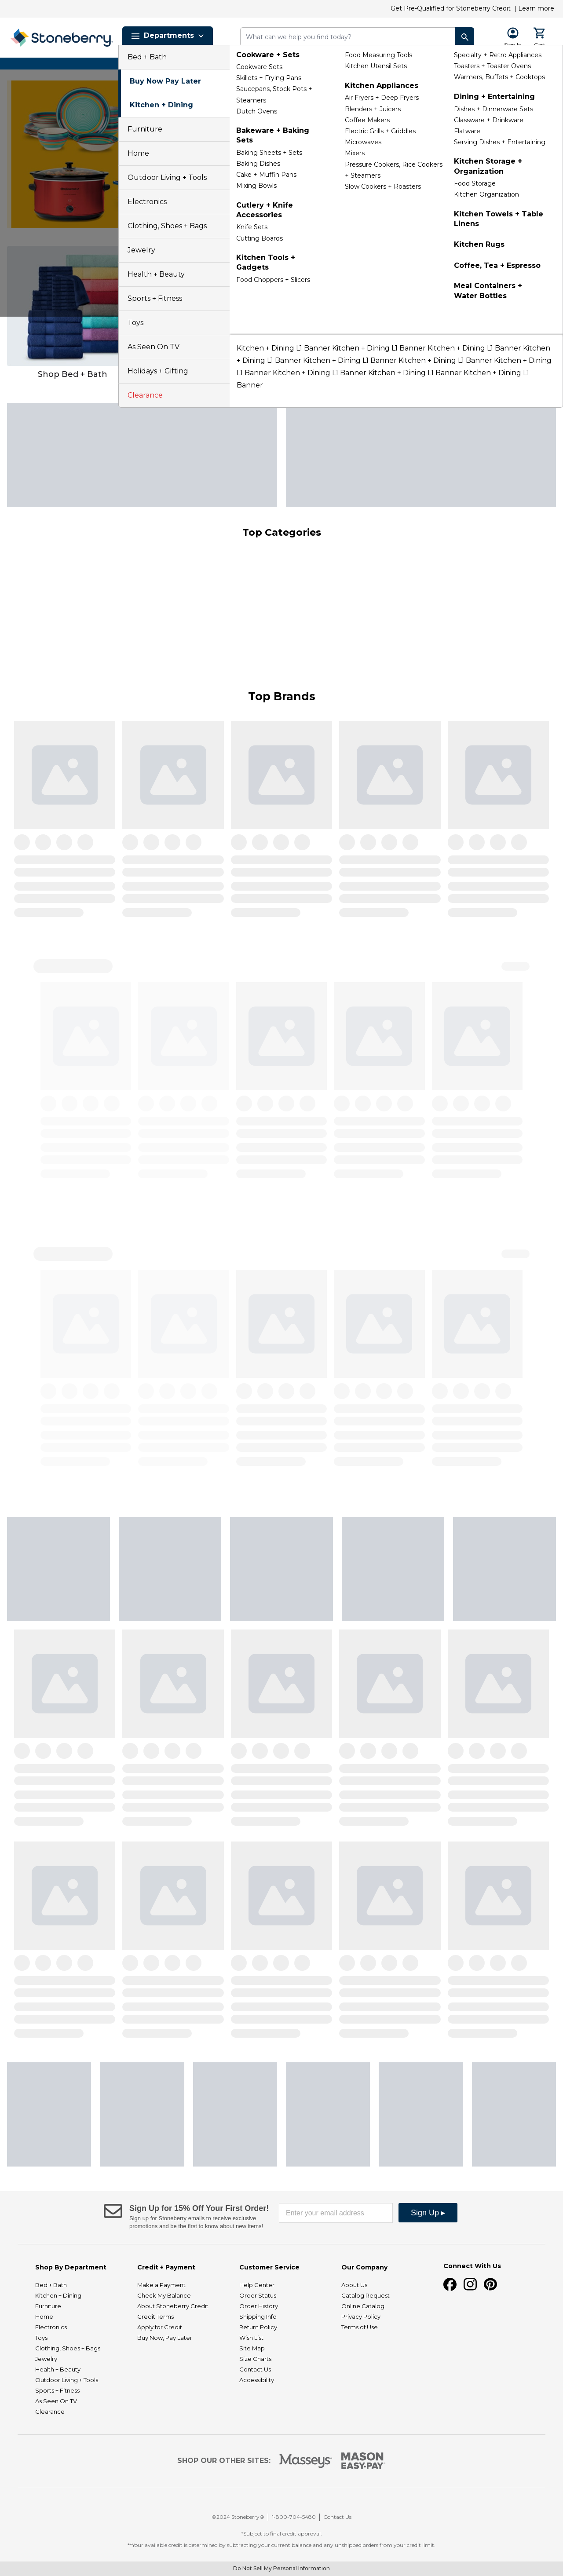 Get Pre-Qualified for Stoneberry Credit | Learn more
Stoneberry.
Departments
What can we help you find today?
Bed + Bath
Buy Now Pay Later
Kitchen + Dining
Furniture
Home
Outdoor Living + Tools
Electronics
Clothing, Shoes + Bags
Jewelry
Health + Beauty
Sports + Fitness
Toys
As Seen On TV
Holidays + Gifting
Clearance
Cookware + Sets
Cookware Sets
Skillets + Frying Pans
Saucepans, Stock Pots +
Steamers
Dutch Ovens
Bakeware + Baking
Sets
Baking Sheets + Sets
Baking Dishes
Cake + Muffin Pans
Mixing Bowls
Cutlery + Knife
Accessories
Knife Sets
Cutting Boards
Kitchen Tools +
Gadgets
Food Choppers + Slicers
Food Measuring Tools
Kitchen Utensil Sets
Kitchen Appliances
Air Fryers + Deep Fryers
Blenders + Juicers
Coffee Makers
Electric Grills + Griddles
Microwaves
Mixers
Pressure Cookers, Rice Cookers
+ Steamers
Slow Cookers + Roasters
Specialty + Retro Appliances
Toasters + Toaster Ovens
Warmers, Buffets + Cooktops
Dining + Entertaining
Dishes + Dinnerware Sets
Glassware + Drinkware
Flatware
Serving Dishes + Entertaining
Kitchen Storage +
Organization
Food Storage
Kitchen Organization
Kitchen Towels + Table
Linens
Kitchen Rugs
Coffee, Tea + Espresso
Meal Containers +
Water Bottles
Kitchen + Dining L1 Banner Kitchen + Dining L1 Banner Kitchen + Dining L1 Banner Kitchen
+ Dining L1 Banner Kitchen + Dining L1 Banner Kitchen + Dining L1 Banner Kitchen + Dining
L1 Banner Kitchen + Dining L1 Banner Kitchen + Dining L1 Banner Kitchen + Dining L1
Banner
Shop Bed + Bath
Top Categories
Top Brands
Sign Up for 15% Off Your First Order!
Sign up for Stoneberry emails to receive exclusive
promotions and be the first to know about new items!
Enter your email address
Sign Up ▸
Shop By Department
Bed + Bath
Kitchen + Dining
Furniture
Home
Electronics
Toys
Clothing, Shoes + Bags
Jewelry
Health + Beauty
Outdoor Living + Tools
Sports + Fitness
As Seen On TV
Clearance
Credit + Payment
Make a Payment
Check My Balance
About Stoneberry Credit
Credit Terms
Apply for Credit
Buy Now, Pay Later
Customer Service
Help Center
Order Status
Order History
Shipping Info
Return Policy
Wish List
Site Map
Size Charts
Contact Us
Accessibility
Our Company
About Us
Catalog Request
Online Catalog
Privacy Policy
Terms of Use
Connect With Us
SHOP OUR OTHER SITES:
Masseys
MASON
EASY-PAY
©2024 Stoneberry® | 1-800-704-5480 | Contact Us
*Subject to final credit approval.
**Your available credit is determined by subtracting your current balance and any unshipped orders from your credit limit.
Do Not Sell My Personal Information